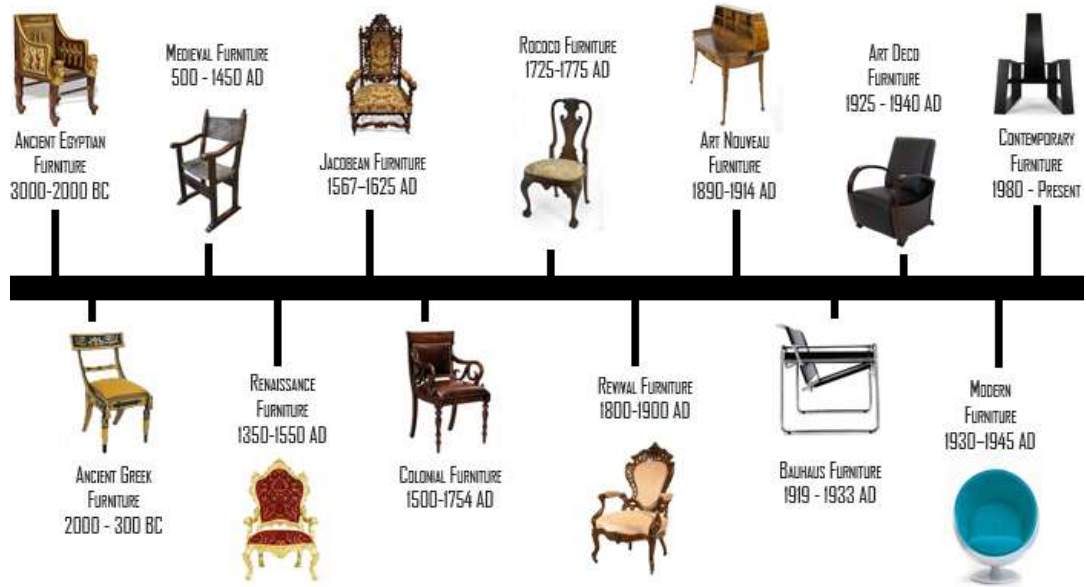 Ancient Egyptian
Furniture
3000-2000 BC
Medieval Furniture
500 - 1450 AD
Jacobean Furniture
1567–1625 AD
Rococo Furniture
1725-1775 AD
Art Nouveau
Furniture
1890-1914 AD
Art Deco
Furniture
1925 - 1940 AD
Contemporary
Furniture
1980 - Present
Ancient Greek
Furniture
2000 - 300 BC
Renaissance
Furniture
1350-1550 AD
Colonial Furniture
1500-1754 AD
Revival Furniture
1800-1900 AD
Bauhaus Furniture
1919 - 1933 AD
Modern
Furniture
1930–1945 AD